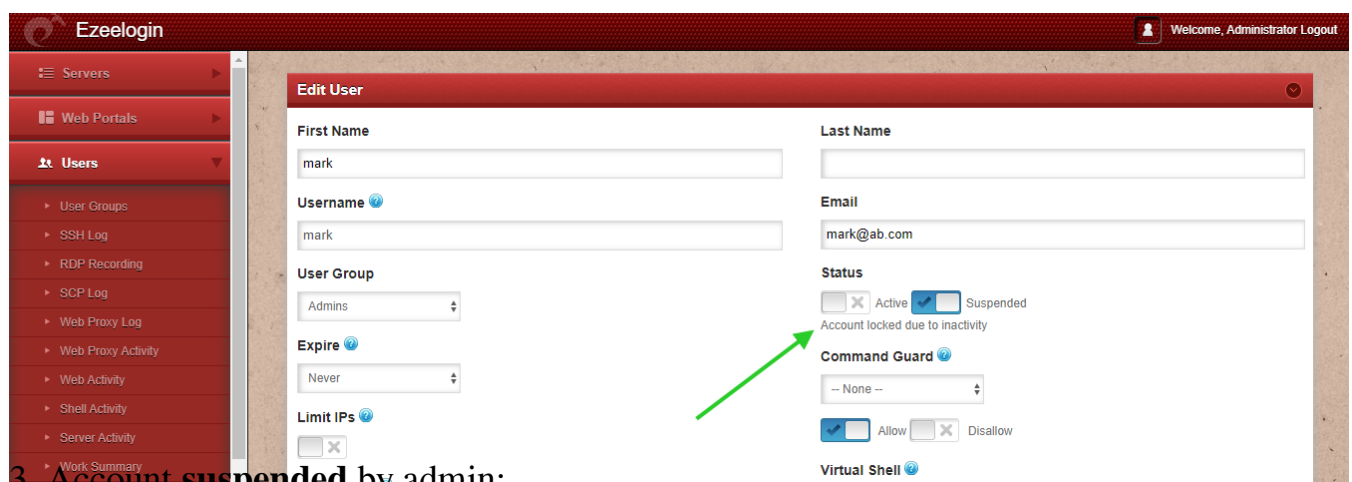 Ezeelogin
Welcome, Administrator Logout
Servers
Web Portals
Users
User Groups
SSH Log
RDP Recording
SCP Log
Web Proxy Log
Web Proxy Activity
Web Activity
Shell Activity
Server Activity
Work Summary
Edit User
First Name
mark
Last Name
Username
mark
Email
mark@ab.com
User Group
Admins
Status
Active Suspended
Account locked due to inactivity
Expire
Never
Command Guard
-- None --
Limit IPs
Allow Disallow
Virtual Shell
3. Account suspended by admin: